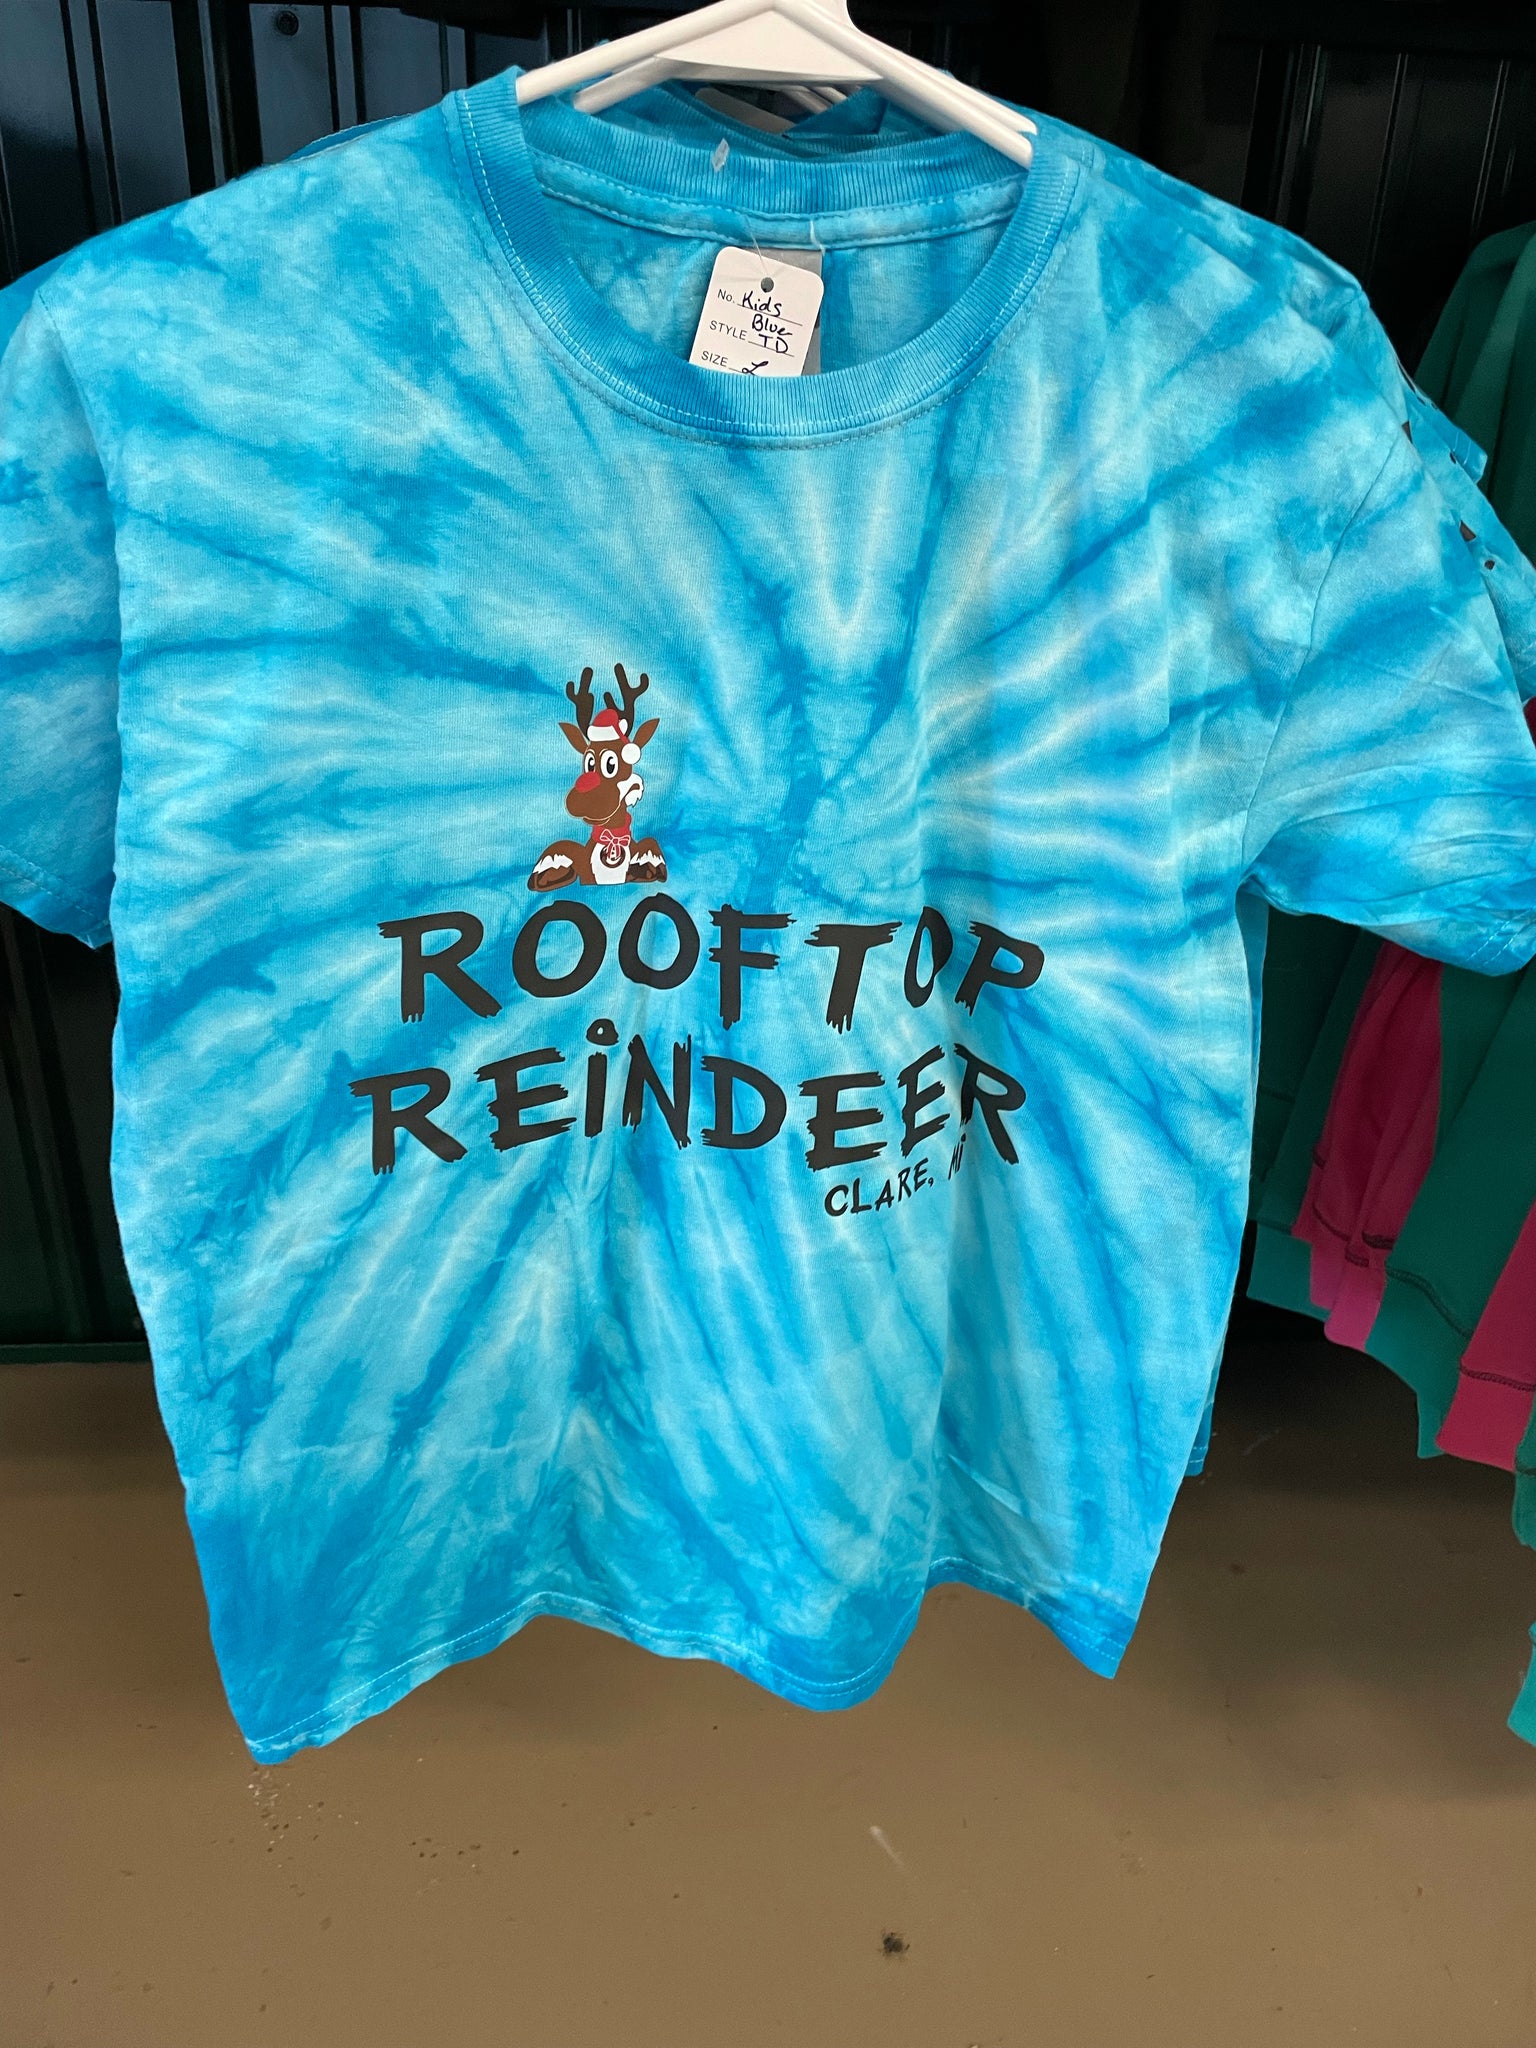 No. Kids
STYLE Blue TD
SIZE L
ROOFTOP
REiNDEER
CLARE, Mi